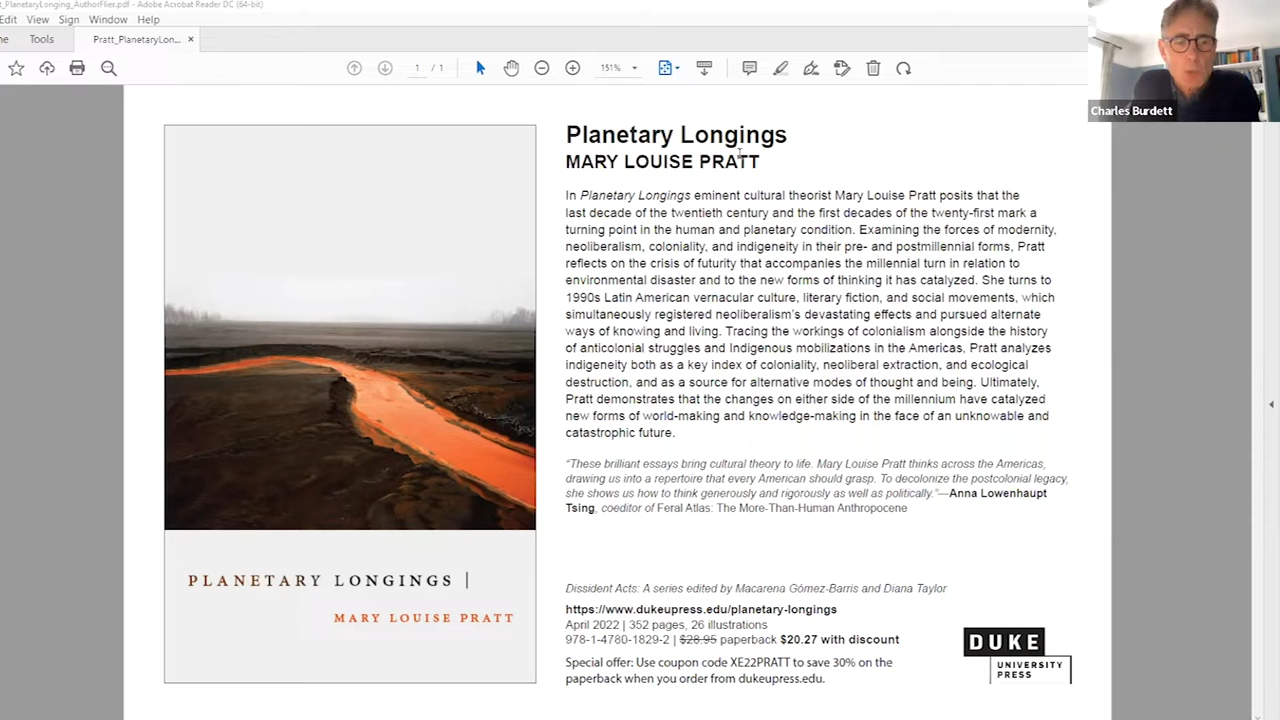 t_PlanetaryLonging_AuthorFlier.pdf - Adobe Acrobat Reader DC (64-bit)
Edit View Sign Window Help
me Tools Pratt_PlanetaryLon... ×
1 / 1 151%
Charles Burdett
Planetary Longings
MARY LOUISE PRATT
In Planetary Longings eminent cultural theorist Mary Louise Pratt posits that the
last decade of the twentieth century and the first decades of the twenty-first mark a
turning point in the human and planetary condition. Examining the forces of modernity,
neoliberalism, coloniality, and indigeneity in their pre- and postmillennial forms, Pratt
reflects on the crisis of futurity that accompanies the millennial turn in relation to
environmental disaster and to the new forms of thinking it has catalyzed. She turns to
1990s Latin American vernacular culture, literary fiction, and social movements, which
simultaneously registered neoliberalism's devastating effects and pursued alternate
ways of knowing and living. Tracing the workings of colonialism alongside the history
of anticolonial struggles and Indigenous mobilizations in the Americas, Pratt analyzes
indigeneity both as a key index of coloniality, neoliberal extraction, and ecological
destruction, and as a source for alternative modes of thought and being. Ultimately,
Pratt demonstrates that the changes on either side of the millennium have catalyzed
new forms of world-making and knowledge-making in the face of an unknowable and
catastrophic future.
“These brilliant essays bring cultural theory to life. Mary Louise Pratt thinks across the Americas,
drawing us into a repertoire that every American should grasp. To decolonize the postcolonial legacy,
she shows us how to think generously and rigorously as well as politically.”—Anna Lowenhaupt
Tsing, coeditor of Feral Atlas: The More-Than-Human Anthropocene
PLANETARY LONGINGS |
MARY LOUISE PRATT
Dissident Acts: A series edited by Macarena Gómez-Barris and Diana Taylor
https://www.dukeupress.edu/planetary-longings
April 2022 | 352 pages, 26 illustrations
978-1-4780-1829-2 | $28.95 paperback $20.27 with discount
Special offer: Use coupon code XE22PRATT to save 30% on the
paperback when you order from dukeupress.edu.
DUKE
UNIVERSITY
PRESS